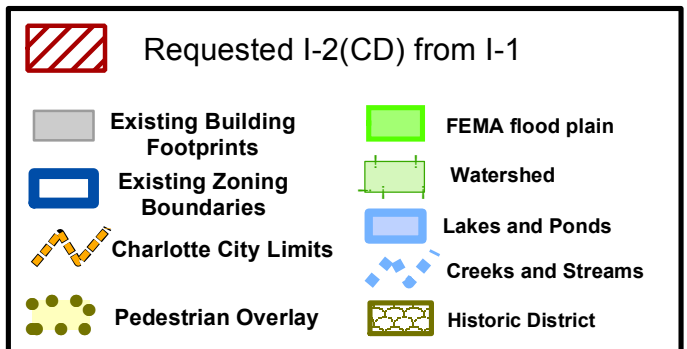 Requested I-2(CD) from I-1
Existing Building
Footprints
Existing Zoning
Boundaries
Charlotte City Limits
Pedestrian Overlay
FEMA flood plain
Watershed
Lakes and Ponds
Creeks and Streams
Historic District